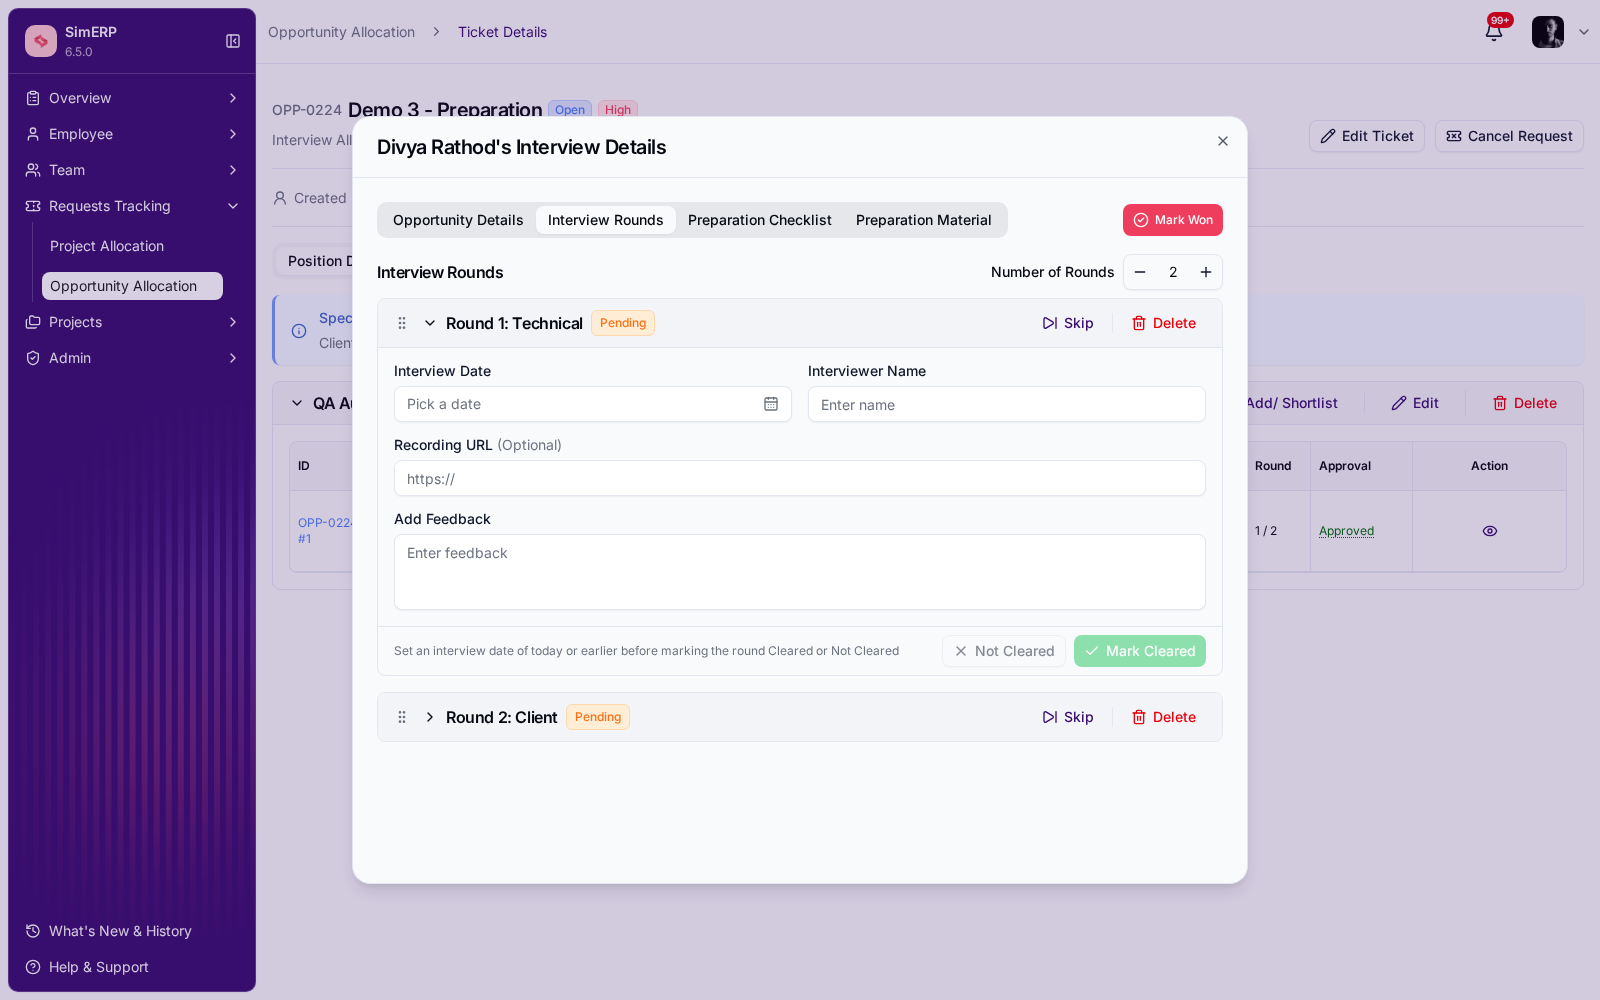 SimERP
6.5.0
Overview
Employee
Team
Requests Tracking
Project Allocation
Opportunity Allocation
Projects
Admin
What's New & History
Help & Support
Opportunity Allocation
Ticket Details
99+
OPP-0224 Demo 3 - Preparation Open High
Interview
Edit Ticket
Cancel Request
Created
Position
Add/ Shortlist
Edit
Delete
ID
Round
Approval
Action
OPP-0224
#1
1 / 2
Approved
Divya Rathod's Interview Details
Opportunity Details
Interview Rounds
Preparation Checklist
Preparation Material
Mark Won
Interview Rounds
Number of Rounds
2
Round 1: Technical
Pending
Skip
Delete
Interview Date
Interviewer Name
Pick a date
Enter name
Recording URL (Optional)
https://
Add Feedback
Enter feedback
Set an interview date of today or earlier before marking the round Cleared or Not Cleared
Not Cleared
Mark Cleared
Round 2: Client
Pending
Skip
Delete